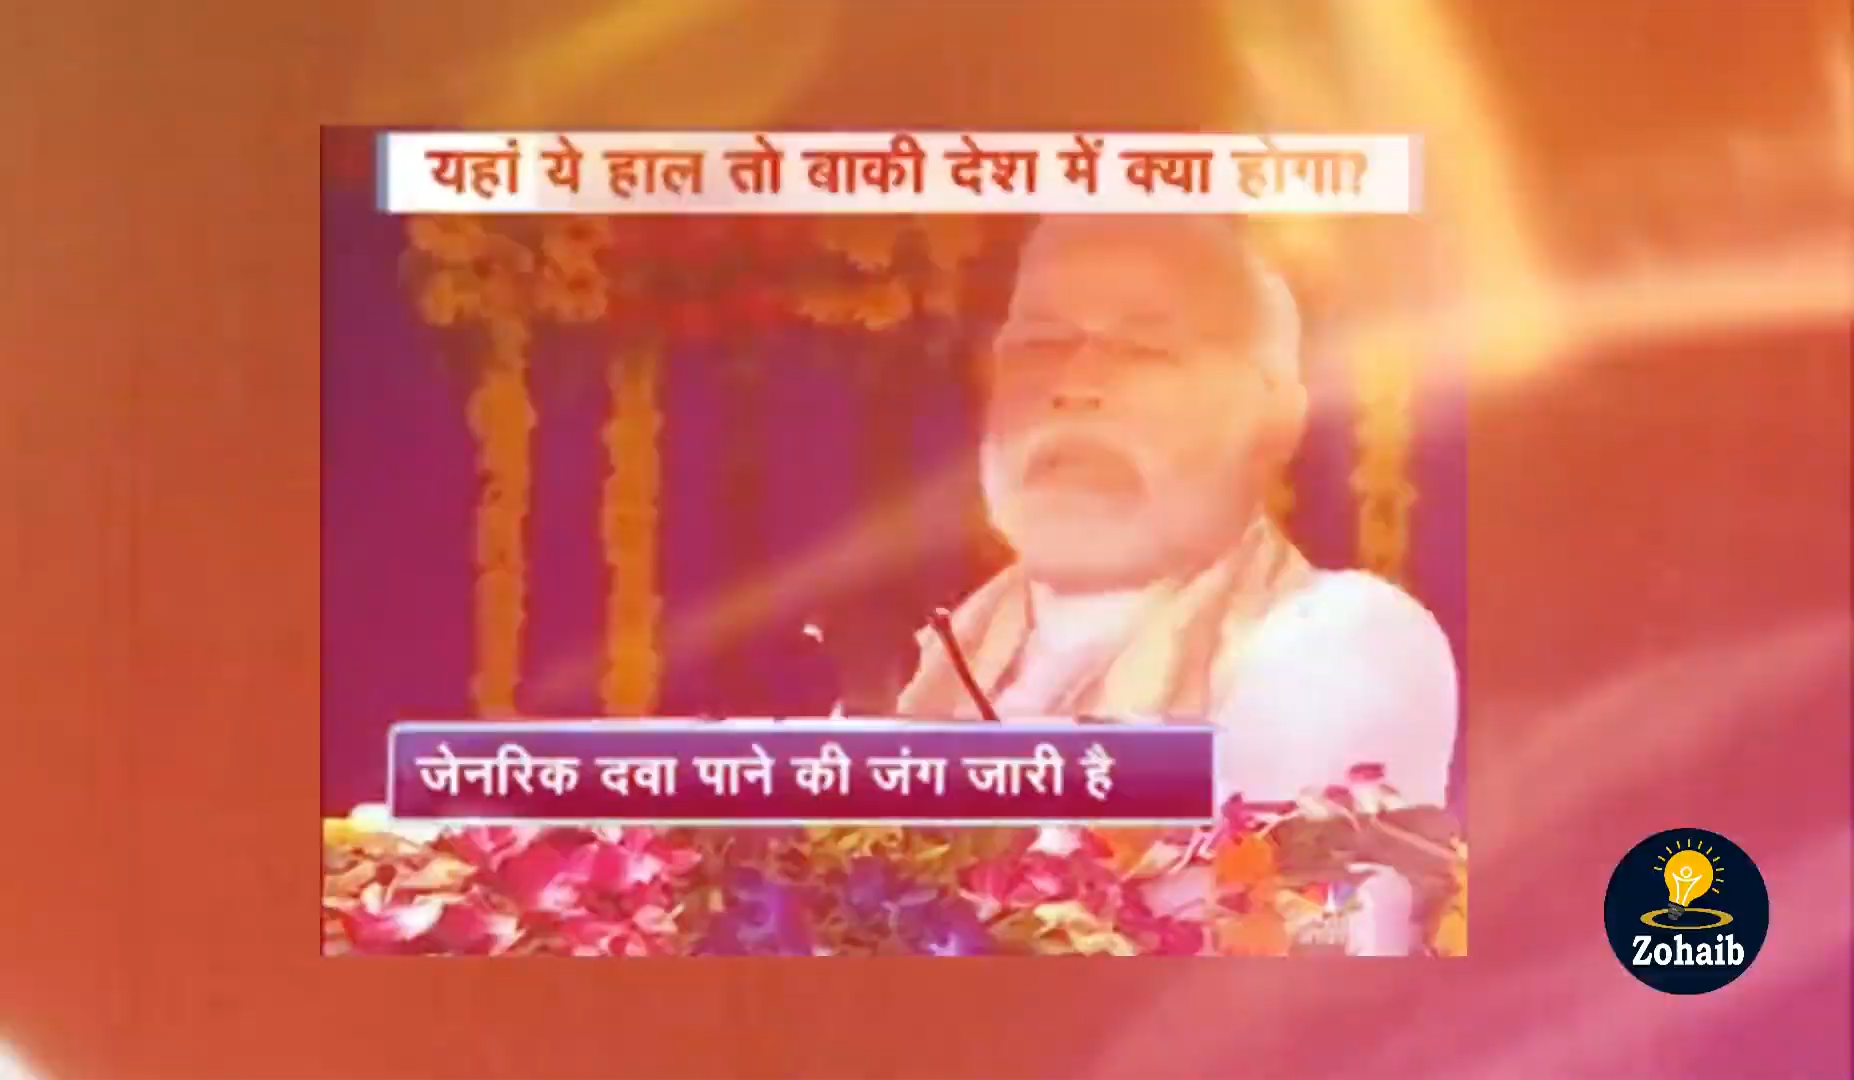 यहां ये हाल तो बाकी देश में क्या होगा?
जेनरिक दवा पाने की जंग जारी है
Zohaib